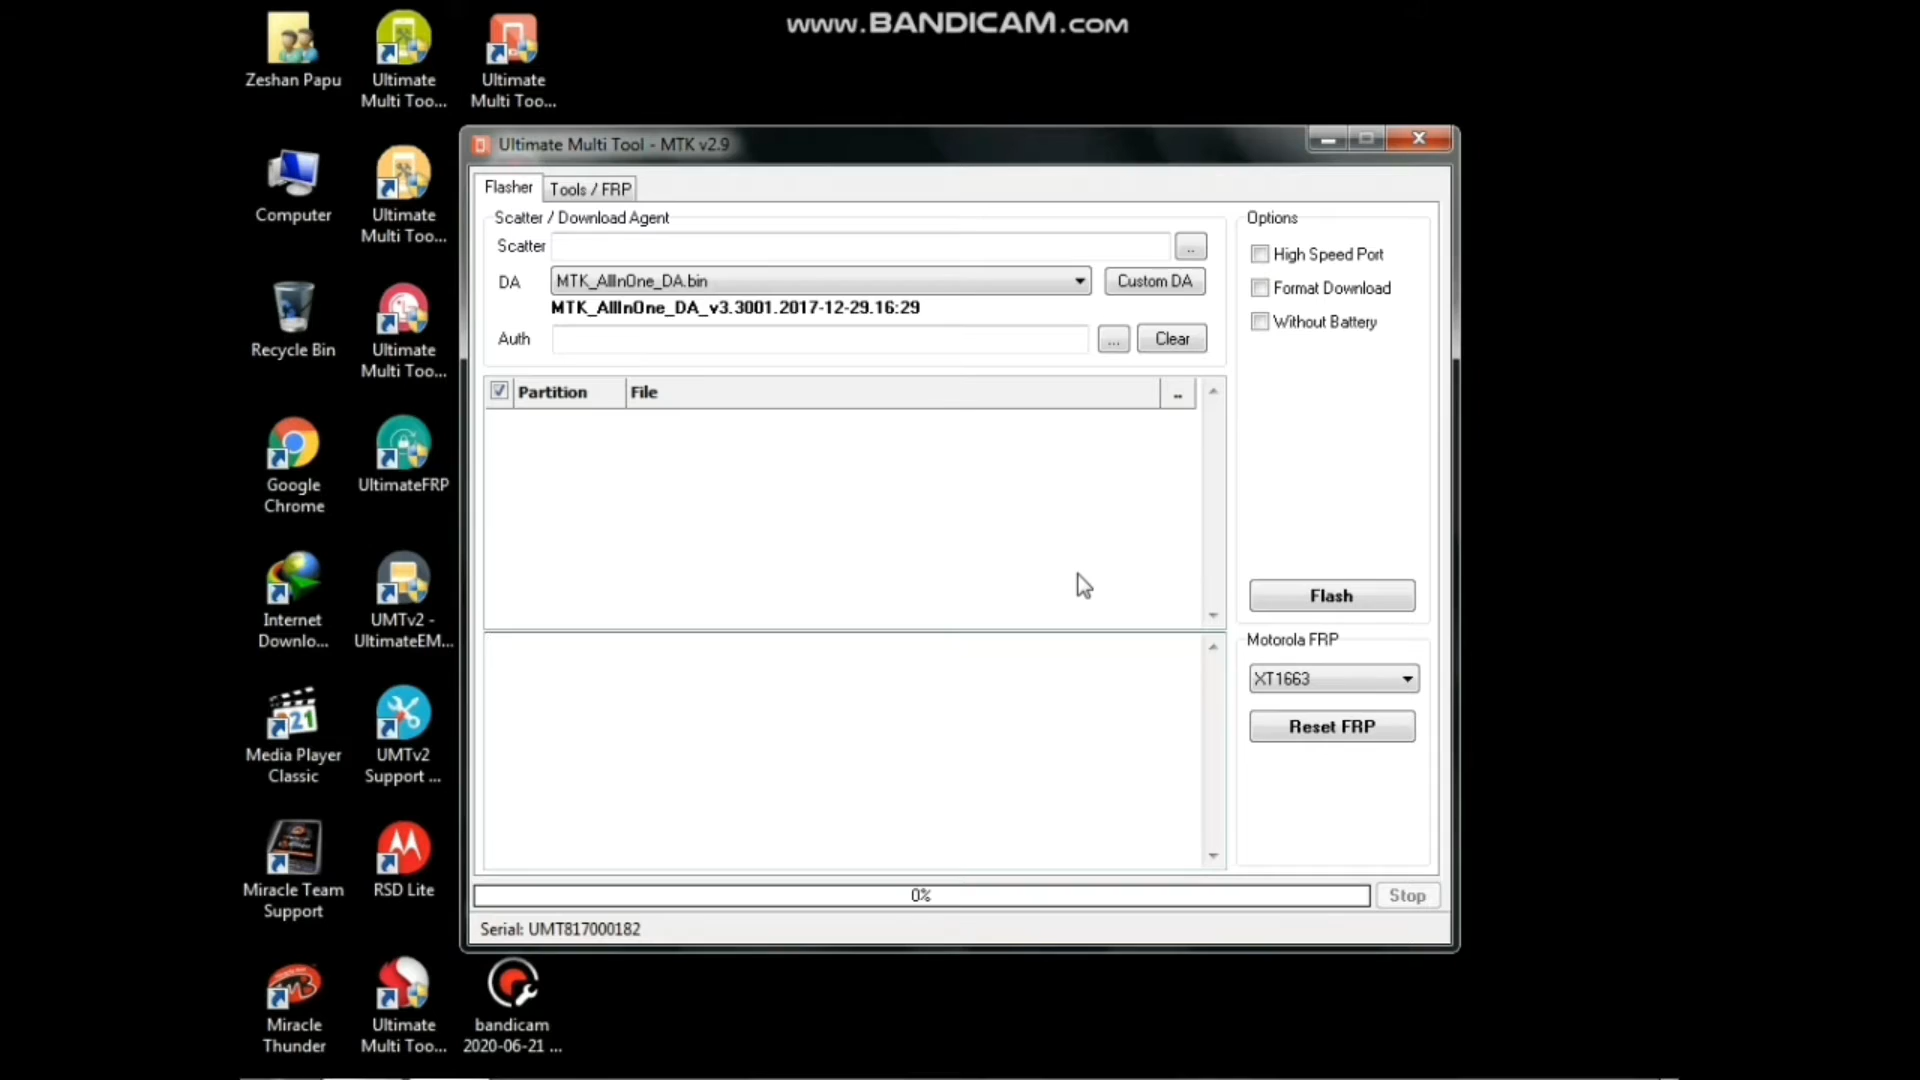 www.BANDICAM.com
Zeshan Papu
Ultimate
Multi Too...
Ultimate
Multi Too...
Computer
Ultimate
Multi Too...
Recycle Bin
Ultimate
Multi Too...
Google
Chrome
UltimateFRP
Internet
Downlo...
UMTv2 -
UltimateEM...
Media Player
Classic
UMTv2
Support ...
Miracle Team
Support
RSD Lite
Miracle
Thunder
Ultimate
Multi Too...
bandicam
2020-06-21 ...
Ultimate Multi Tool - MTK v2.9
Flasher
Tools / FRP
Scatter / Download Agent
Scatter
..
DA
MTK_AllInOne_DA.bin
Custom DA
MTK_AllInOne_DA_v3.3001.2017-12-29.16:29
Auth
...
Clear
Partition
File
..
Options
High Speed Port
Format Download
Without Battery
Flash
Motorola FRP
XT1663
Reset FRP
0%
Stop
Serial: UMT817000182